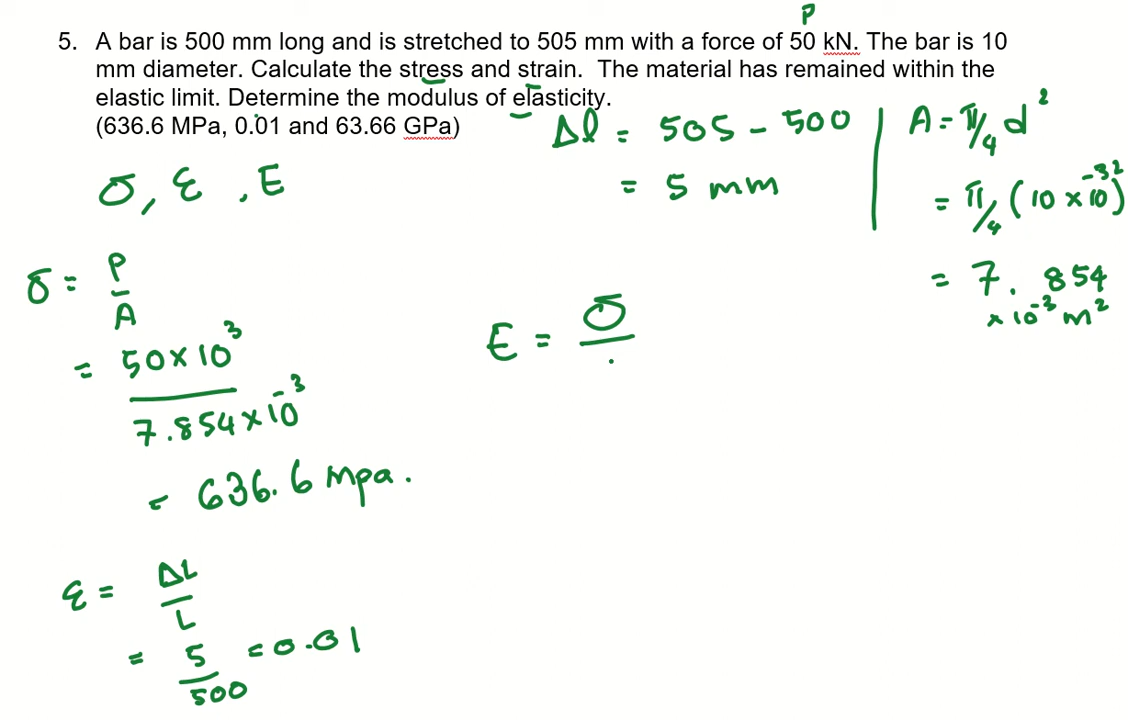 P
5. A bar is 500 mm long and is stretched to 505 mm with a force of 50 kN. The bar is 10
mm diameter. Calculate the stress and strain. The material has remained within the
elastic limit. Determine the modulus of elasticity.
(636.6 MPa, 0.01 and 63.66 GPa)
Δl = 505 - 500
= 5 mm
A = π/4 d²
= π/4 (10 × 10⁻³)²
= 7.854
× 10⁻³ m²
σ, ε, E
σ = P
A
= 50 × 10³
7.854 × 10⁻³
= 636.6 Mpa.
E = σ
ε = ΔL
L
= 5 = 0.01
500